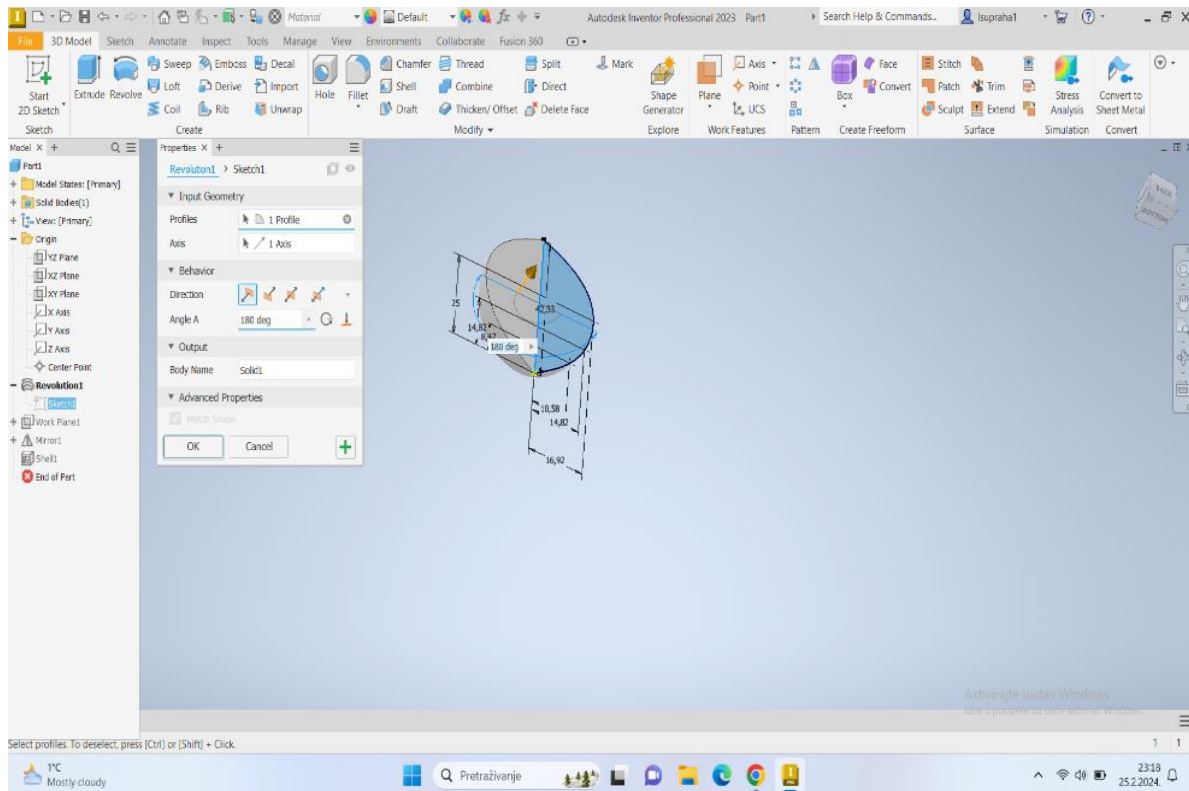 Material
Default
Autodesk Inventor Professional 2023 Part1
Search Help & Commands...
lsupraha1
File 3D Model Sketch Annotate Inspect Tools Manage View Environments Collaborate Fusion 360
Start
2D Sketch
Extrude Revolve
Sweep Emboss Decal
Loft Derive Import
Coil Rib Unwrap
Hole Fillet
Chamfer Thread Split
Shell Combine Direct
Draft Thicken/ Offset Delete Face
Mark
Shape
Generator
Plane
Axis
Point
UCS
Box
Face
Convert
Stitch
Patch Trim
Sculpt Extend
Stress
Analysis
Convert to
Sheet Metal
Sketch Create Modify Explore Work Features Pattern Create Freeform Surface Simulation Convert
Model X +
Part1
Model States: [Primary]
Solid Bodies(1)
View: [Primary]
Origin
YZ Plane
XZ Plane
XY Plane
X Axis
Y Axis
Z Axis
Center Point
Revolution1
Sketch1
Work Plane1
Mirror1
Shell1
End of Part
Properties X +
Revolution1 > Sketch1
Input Geometry
Profiles 1 Profile
Axis 1 Axis
Behavior
Direction
Angle A 180 deg
Output
Body Name Solid1
Advanced Properties
Match Shape
OK Cancel
25
42,33
14,82
8,47
180 deg
10,58
14,82
16,92
BACK
BOTTOM
Aktivirajte sustav Windows
Select profiles. To deselect, press [Ctrl] or [Shift] + Click.
1 1
1°C
Mostly cloudy
Pretraživanje
23:18
25.2.2024.